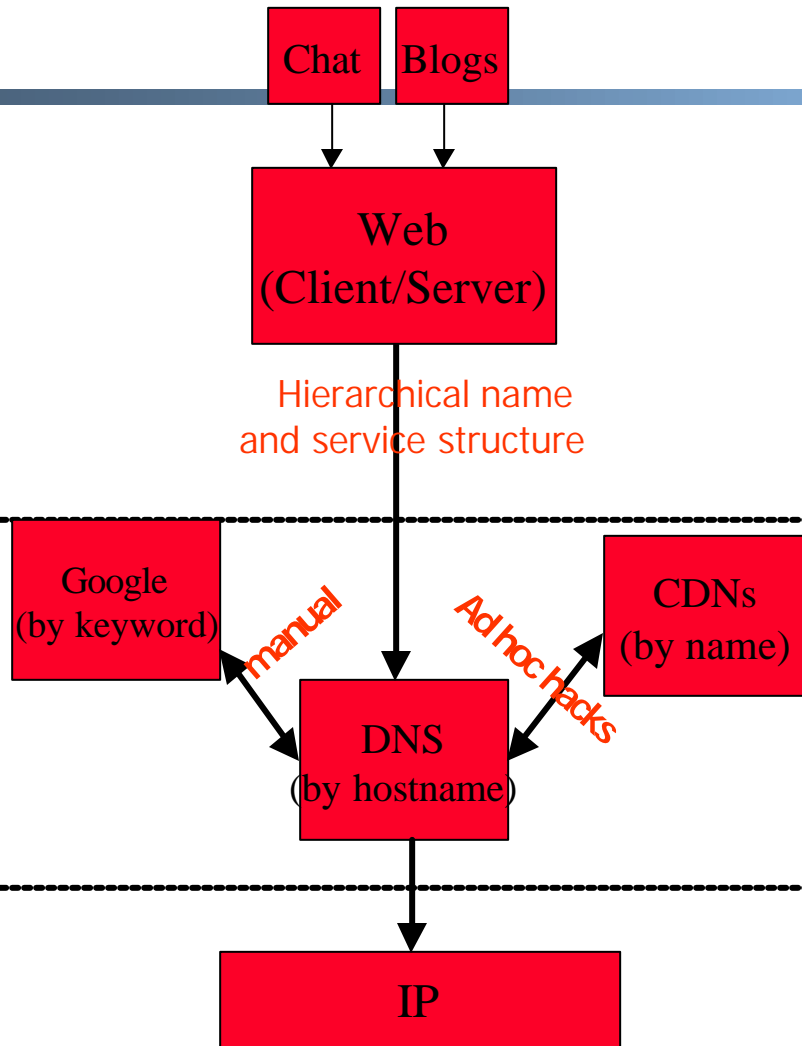 Chat
Blogs
Web
(Client/Server)
Hierarchical name
and service structure
Google
(by keyword)
manual
Ad hoc hacks
CDNs
(by name)
DNS
(by hostname)
IP